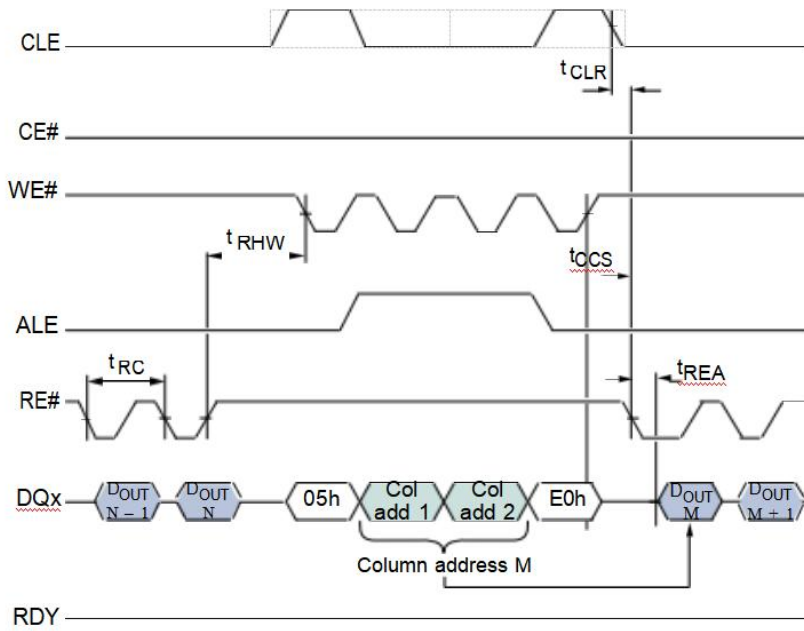 CLE
tCLR
CE#
WE#
tRHW
tCCS
ALE
tRC
tREA
RE#
DQx
DOUT
N – 1
DOUT
N
05h
Col
add 1
Col
add 2
E0h
DOUT
M
DOUT
M + 1
Column address M
RDY